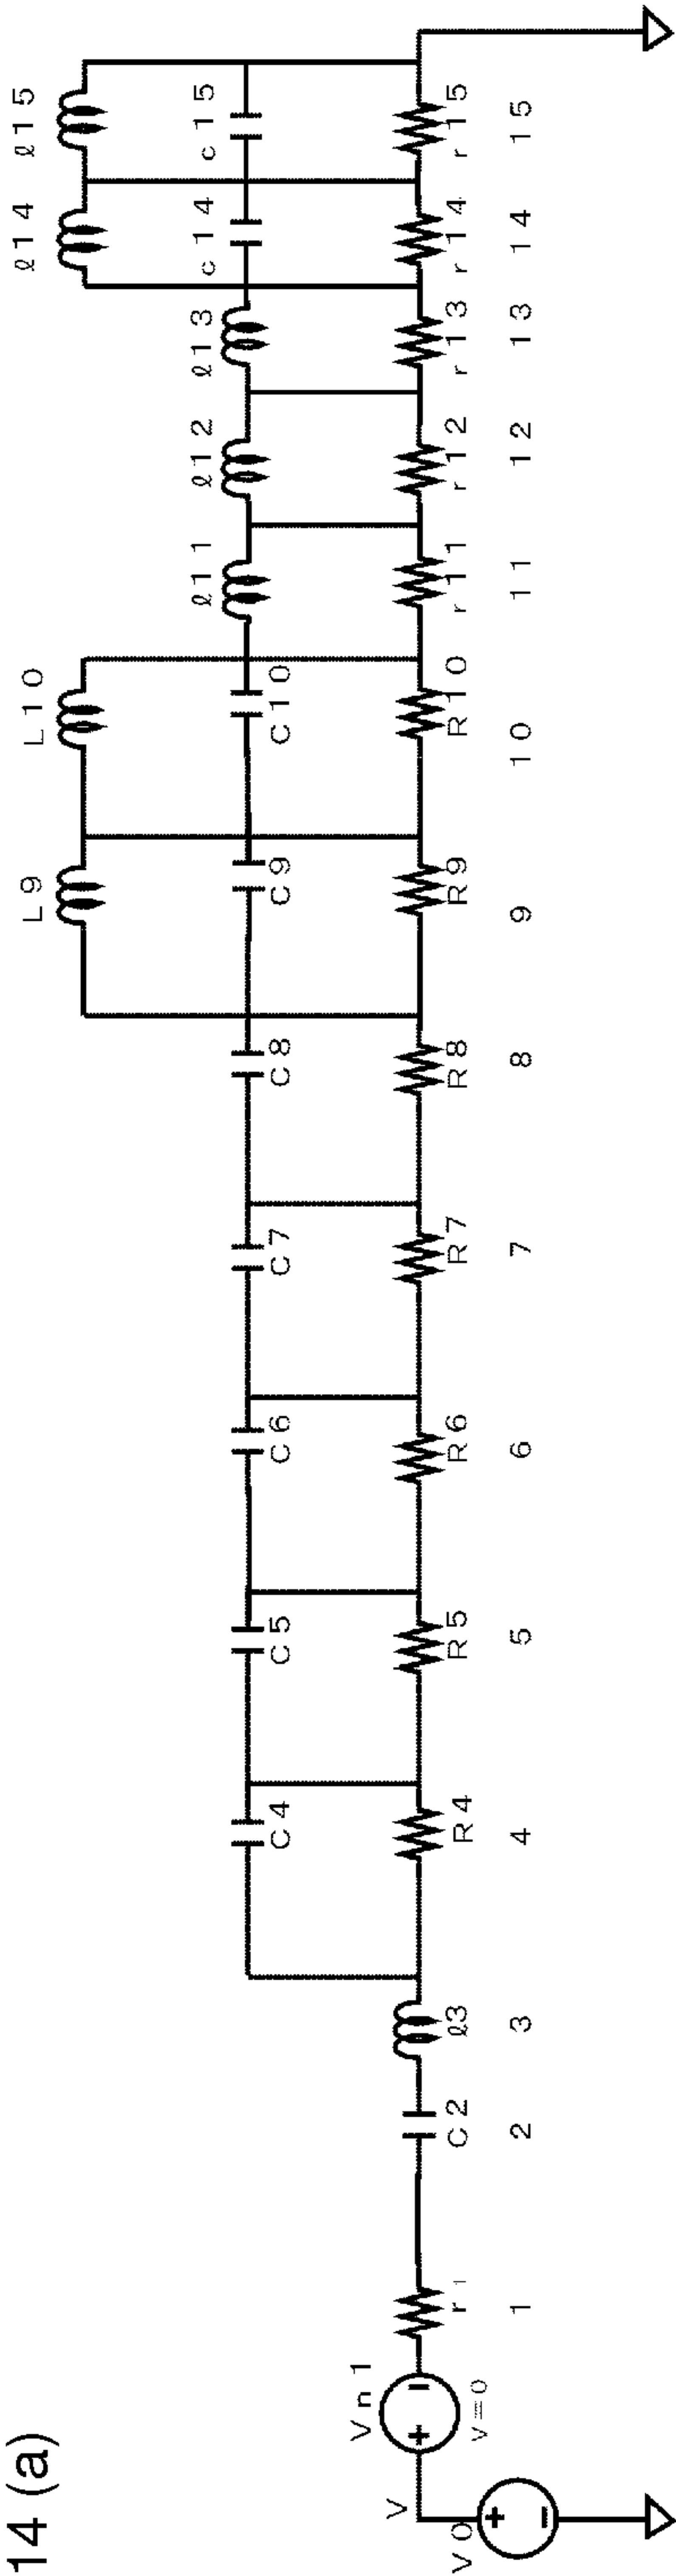 14 (a)
L9 L10 ℓ14 ℓ15
ℓ11 ℓ12 ℓ13
C4 C5 C6 C7 C8 C9 C10 c14 c15
V Vn1
+ −
V=0
r1 C2 ℓ3 R4 R5 R6 R7 R8 R9 R10 r11 r12 r13 r14 r15
V0
+
−
1 2 3 4 5 6 7 8 9 10 11 12 13 14 15